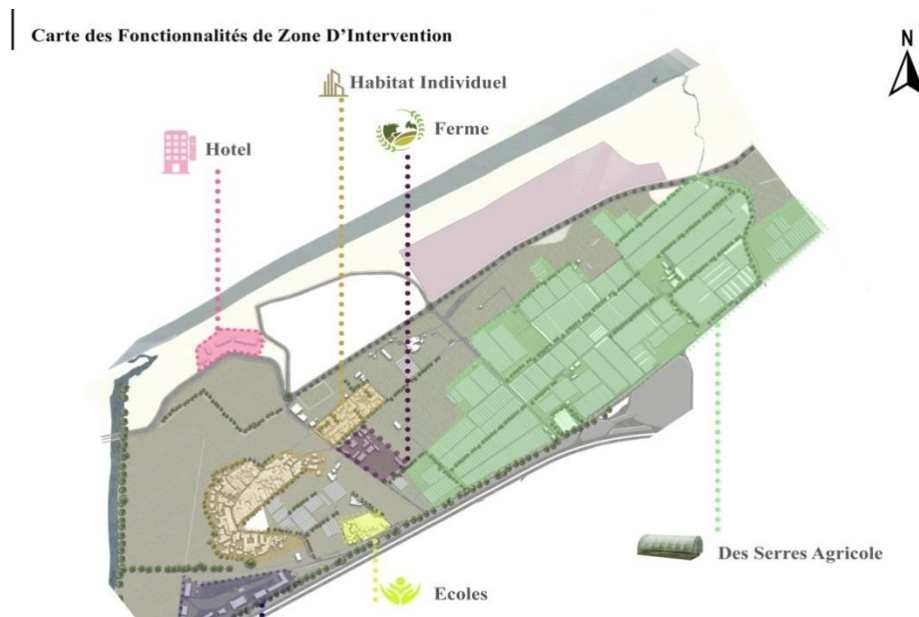 Carte des Fonctionnalités de Zone D'Intervention
N
Habitat Individuel
Ferme
Hotel
Des Serres Agricole
Ecoles